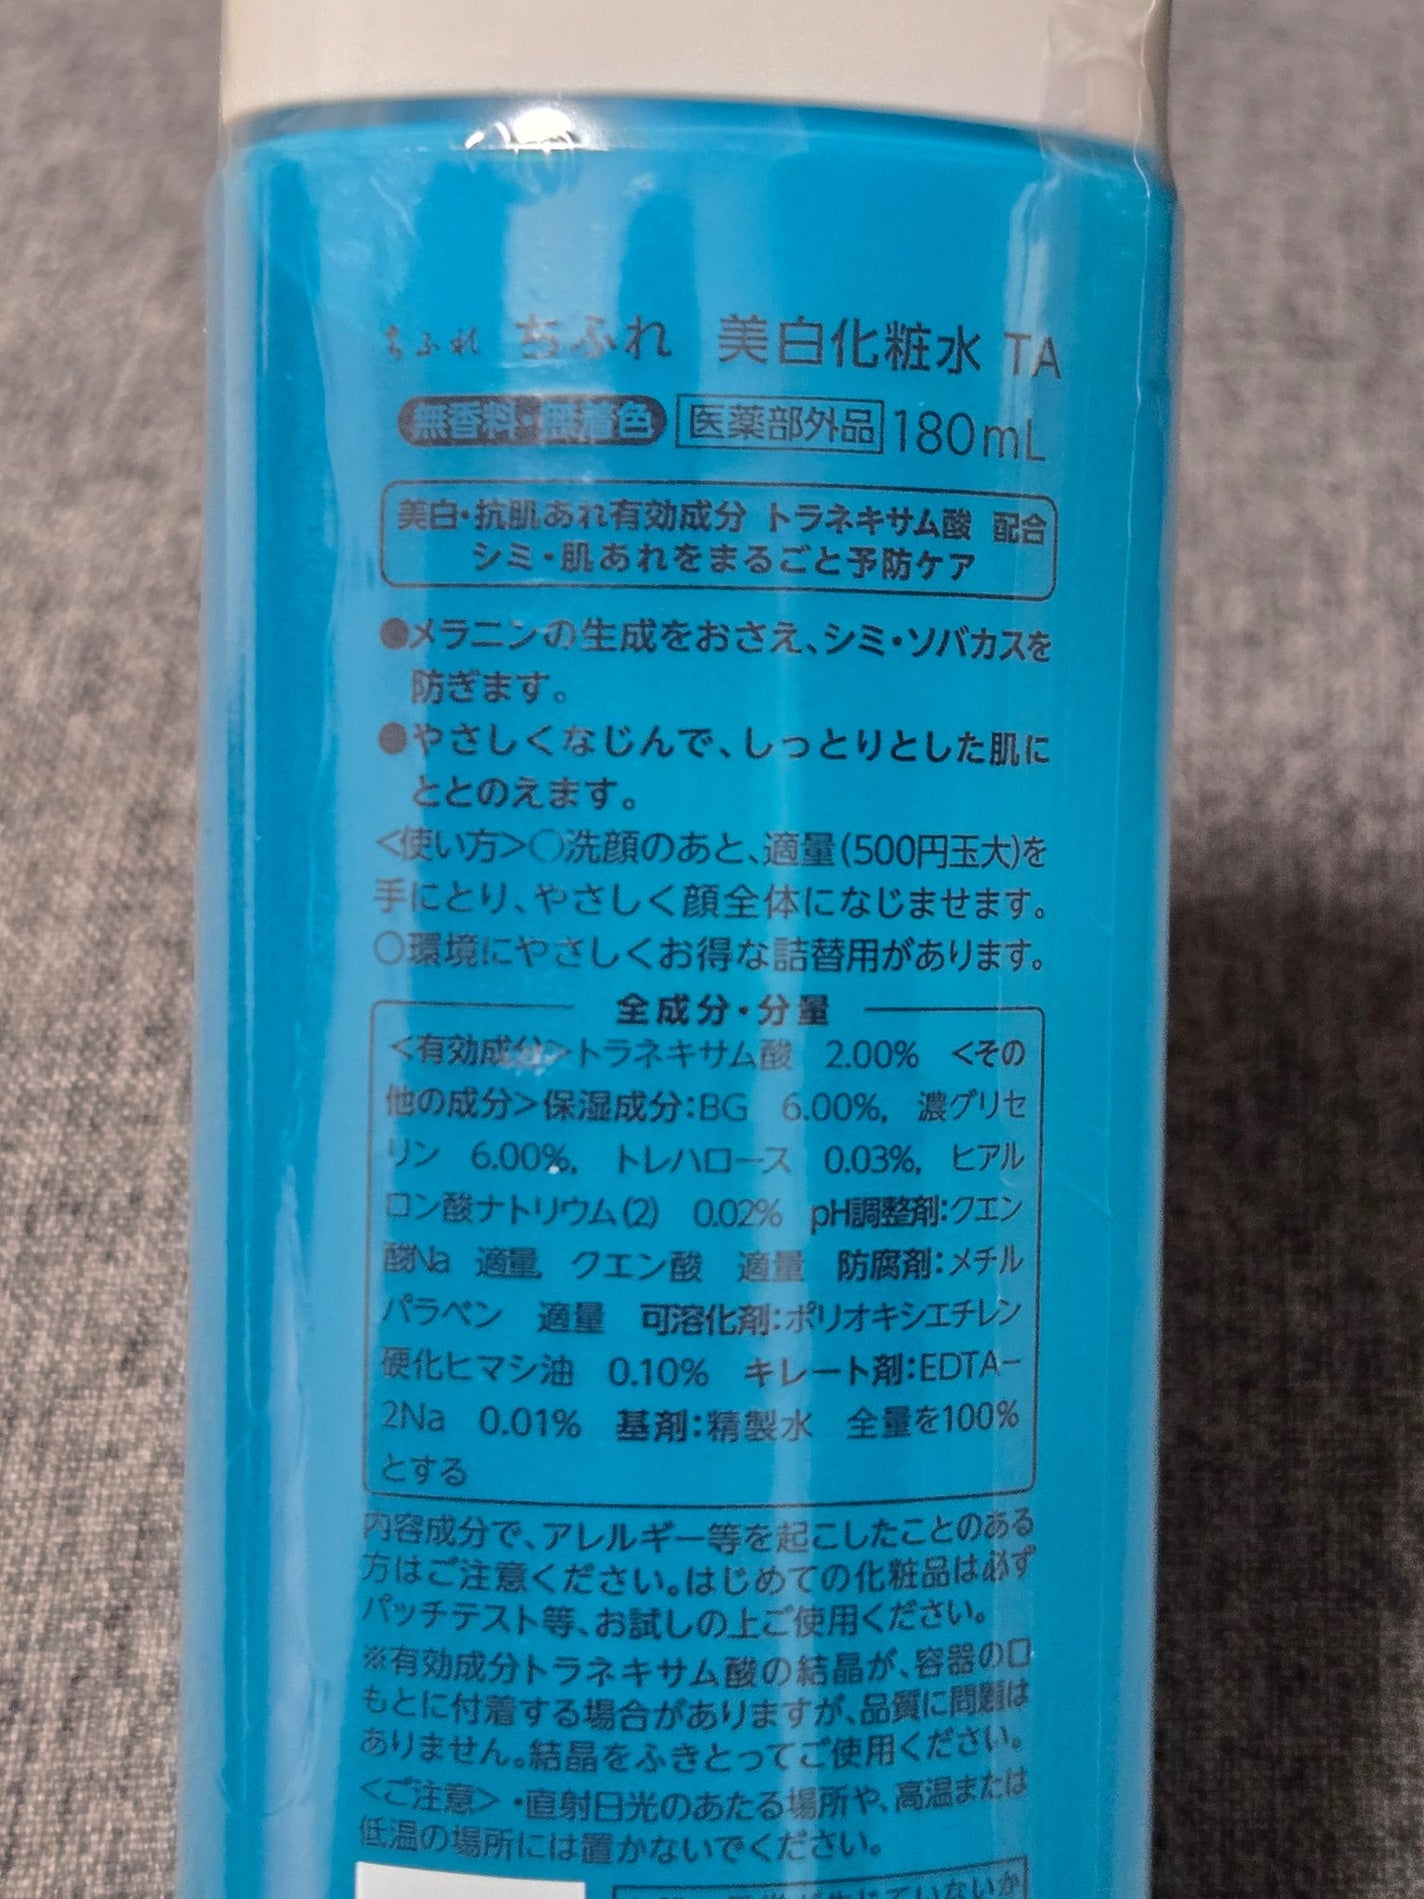 ちふれ ちふれ 美白化粧水 TA
無香料・無着色 医薬部外品 180mL
美白・抗肌あれ有効成分 トラネキサム酸 配合
シミ・肌あれをまるごと予防ケア
●メラニンの生成をおさえ、シミ・ソバカスを
防ぎます。
●やさしくなじんで、しっとりとした肌に
ととのえます。
<使い方>○洗顔のあと、適量(500円玉大)を
手にとり、やさしく顔全体になじませます。
○環境にやさしくお得な詰替用があります。
全成分・分量
<有効成分>トラネキサム酸 2.00% <その
他の成分>保湿成分:BG 6.00%, 濃グリセ
リン 6.00%, トレハロース 0.03%, ヒアル
ロン酸ナトリウム(2) 0.02% pH調整剤:クエン
酸Na 適量, クエン酸 適量 防腐剤:メチル
パラベン 適量 可溶化剤:ポリオキシエチレン
硬化ヒマシ油 0.10% キレート剤:EDTA-
2Na 0.01% 基剤:精製水 全量を100%
とする
内容成分で、アレルギー等を起こしたことのある
方はご注意ください。はじめての化粧品は必ず
パッチテスト等、お試しの上ご使用ください。
※有効成分トラネキサム酸の結晶が、容器の口
もとに付着する場合がありますが、品質に問題は
ありません。結晶をふきとってご使用ください。
<ご注意>・直射日光のあたる場所や、高温または
低温の場所には置かないでください。